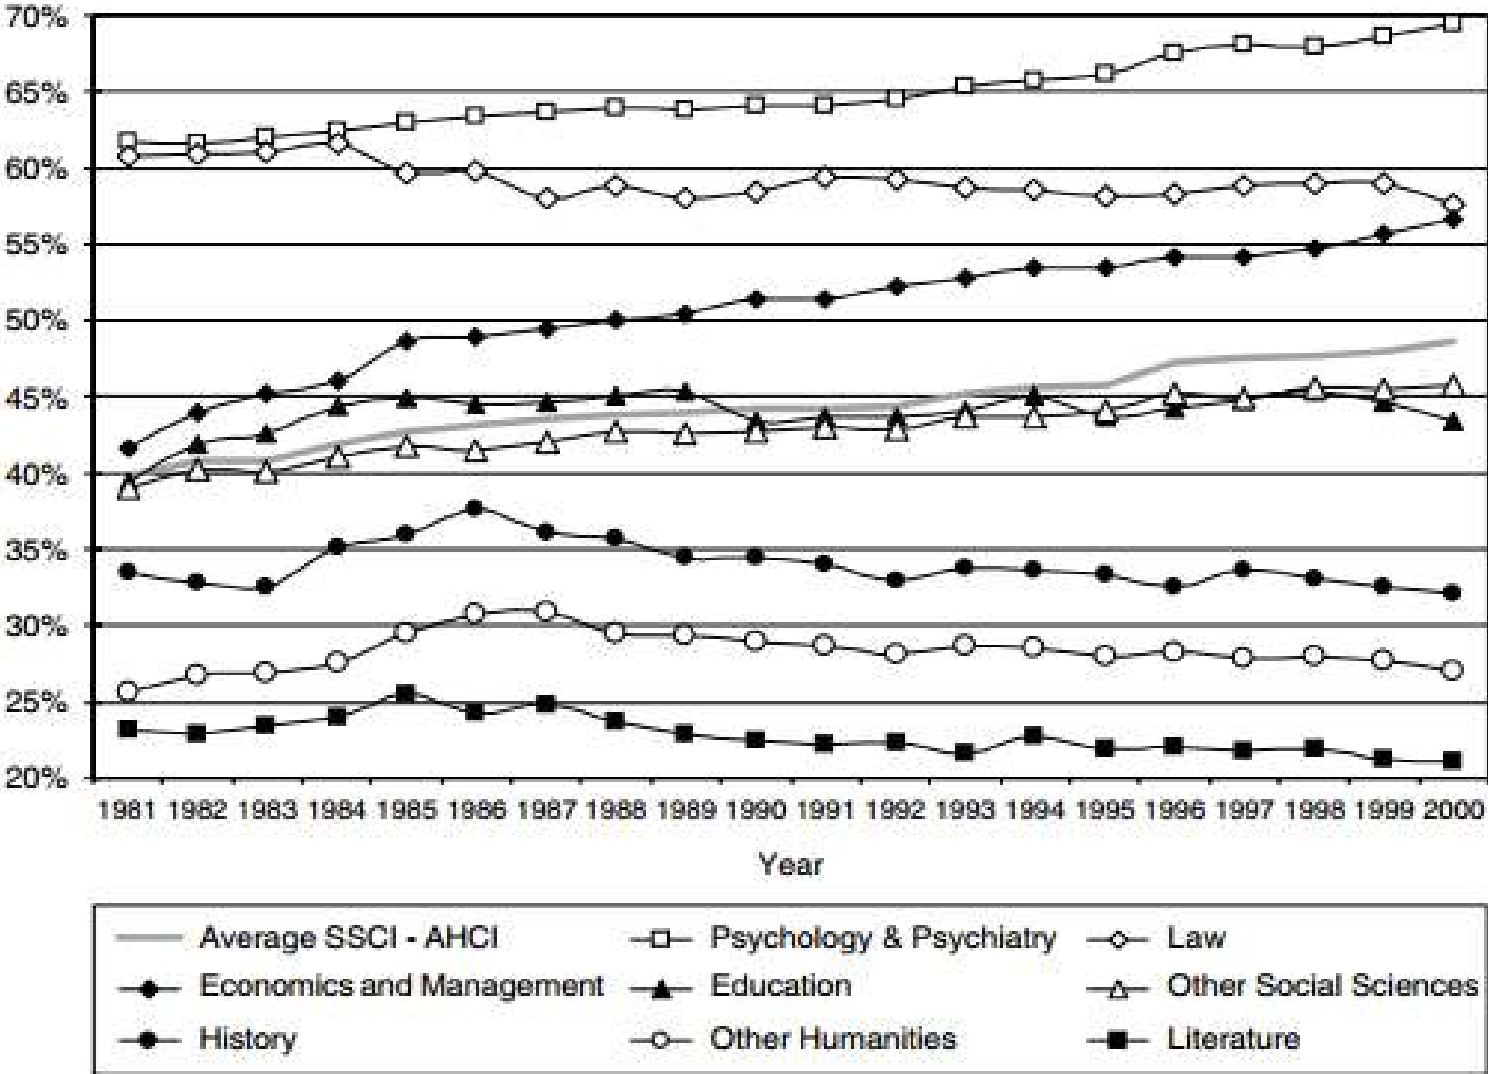 70%
65%
60%
55%
50%
45%
40%
35%
30%
25%
20%
1981 1982 1983 1984 1985 1986 1987 1988 1989 1990 1991 1992 1993 1994 1995 1996 1997 1998 1999 2000
Year
Average SSCI - AHCI Psychology & Psychiatry Law
Economics and Management Education Other Social Sciences
History Other Humanities Literature